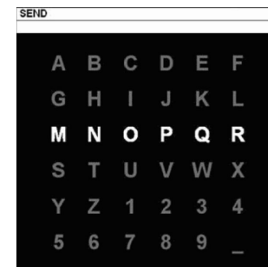 SEND
A B C D E F
G H I J K L
M N O P Q R
S T U V W X
Y Z 1 2 3 4
5 6 7 8 9 _